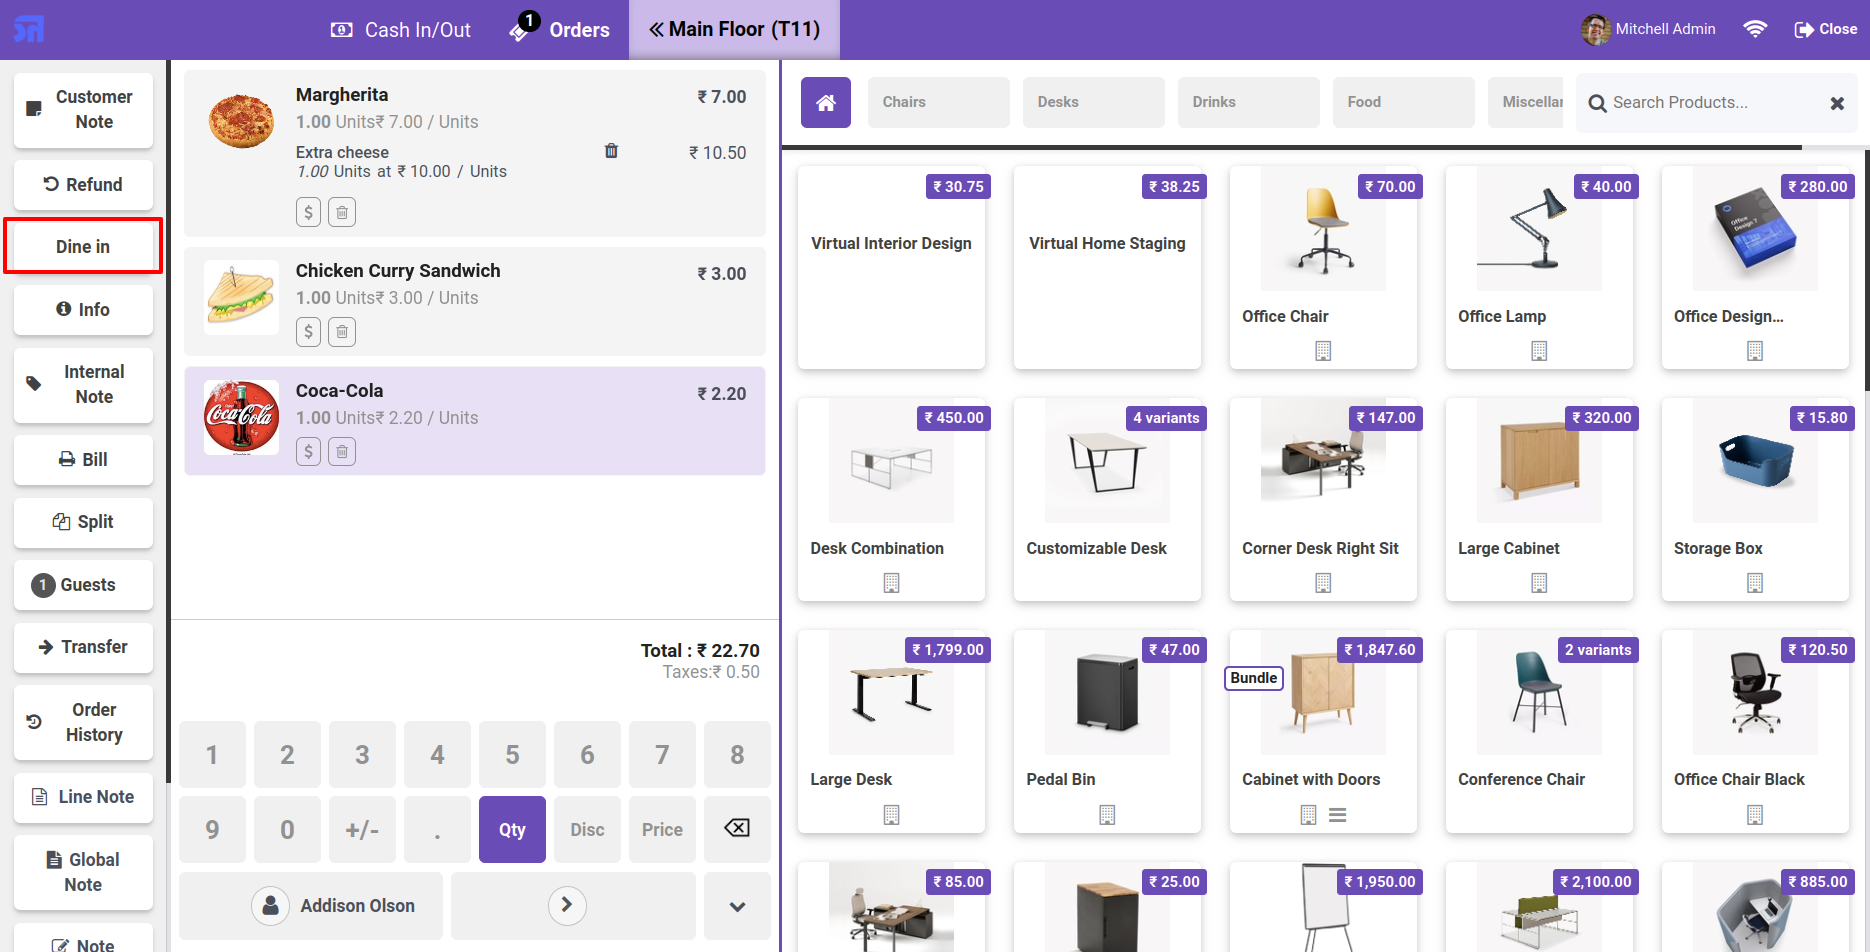 Cash In/Out
1
Orders
Main Floor (T11)
Mitchell Admin
Close
Customer
Note
Refund
Dine in
Info
Internal
Note
Bill
Split
1 Guests
Transfer
Order
History
Line Note
Global
Note
Note
Margherita
₹ 7.00
1.00 Units₹ 7.00 / Units
Extra cheese
₹ 10.50
1.00 Units at ₹ 10.00 / Units
$
Chicken Curry Sandwich
₹ 3.00
1.00 Units₹ 3.00 / Units
$
Coca-Cola
Coca-Cola
₹ 2.20
1.00 Units₹ 2.20 / Units
$
Total : ₹ 22.70
Taxes:₹ 0.50
1 2 3 4 5 6 7 8
9 0 +/- . Qty Disc Price
Addison Olson
Chairs
Desks
Drinks
Food
Miscellar
Search Products...
₹ 30.75
Virtual Interior Design
₹ 38.25
Virtual Home Staging
₹ 70.00
Office Chair
₹ 40.00
Office Lamp
₹ 280.00
Office
Design 7
Office Design...
₹ 450.00
Desk Combination
4 variants
Customizable Desk
₹ 147.00
Corner Desk Right Sit
₹ 320.00
Large Cabinet
₹ 15.80
Storage Box
₹ 1,799.00
Large Desk
₹ 47.00
Pedal Bin
₹ 1,847.60
Bundle
Cabinet with Doors
2 variants
Conference Chair
₹ 120.50
Office Chair Black
₹ 85.00
₹ 25.00
₹ 1,950.00
₹ 2,100.00
₹ 885.00